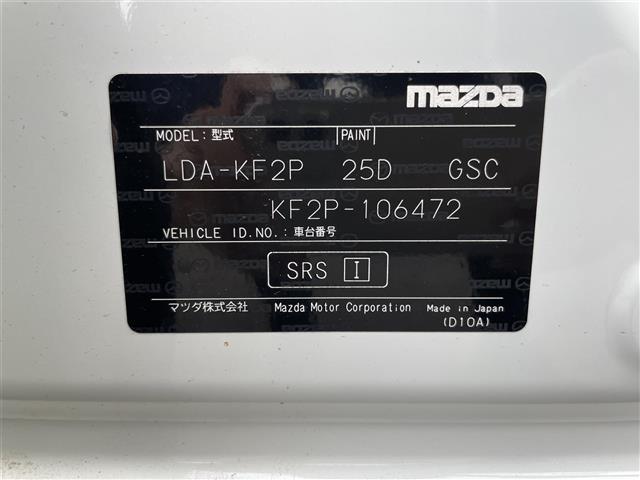 mazda
MODEL: 型式 PAINT
LDA-KF2P 25D GSC
KF2P-106472
VEHICLE ID.NO.: 車台番号
SRS I
マツダ株式会社 Mazda Motor Corporation Made in Japan
(D10A)